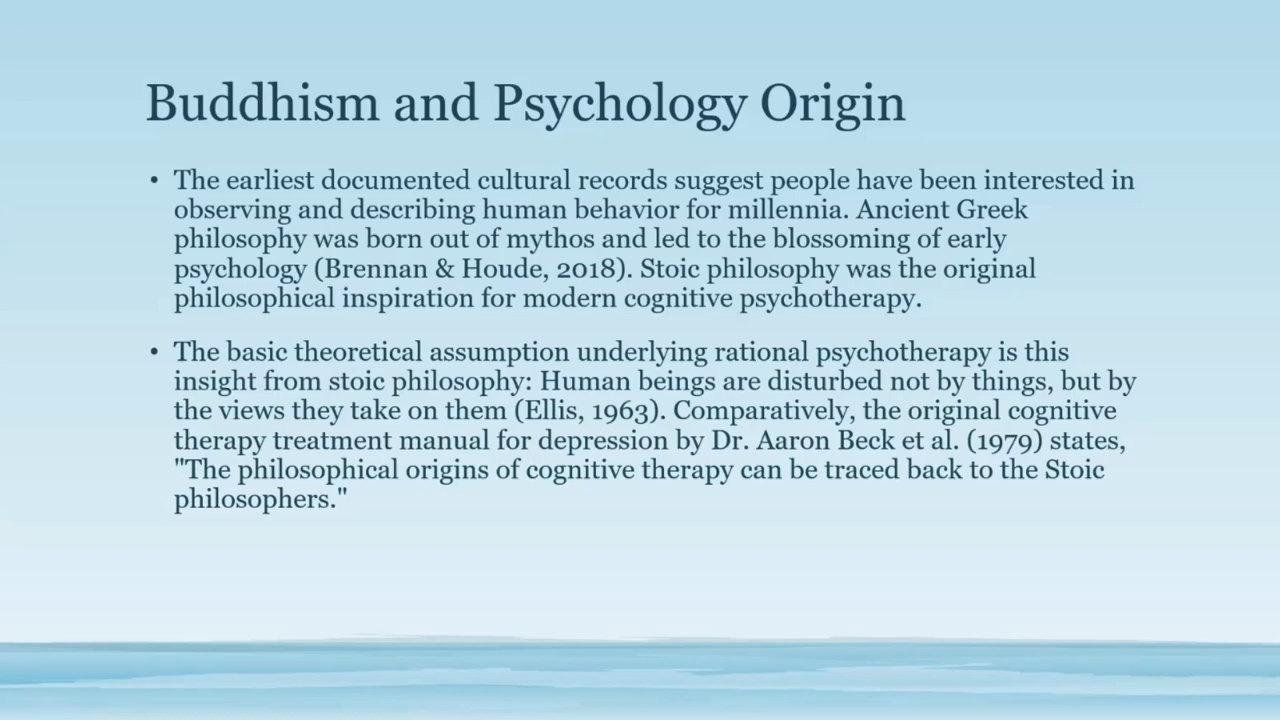 Buddhism and Psychology Origin
• The earliest documented cultural records suggest people have been interested in
observing and describing human behavior for millennia. Ancient Greek
philosophy was born out of mythos and led to the blossoming of early
psychology (Brennan & Houde, 2018). Stoic philosophy was the original
philosophical inspiration for modern cognitive psychotherapy.
• The basic theoretical assumption underlying rational psychotherapy is this
insight from stoic philosophy: Human beings are disturbed not by things, but by
the views they take on them (Ellis, 1963). Comparatively, the original cognitive
therapy treatment manual for depression by Dr. Aaron Beck et al. (1979) states,
"The philosophical origins of cognitive therapy can be traced back to the Stoic
philosophers."